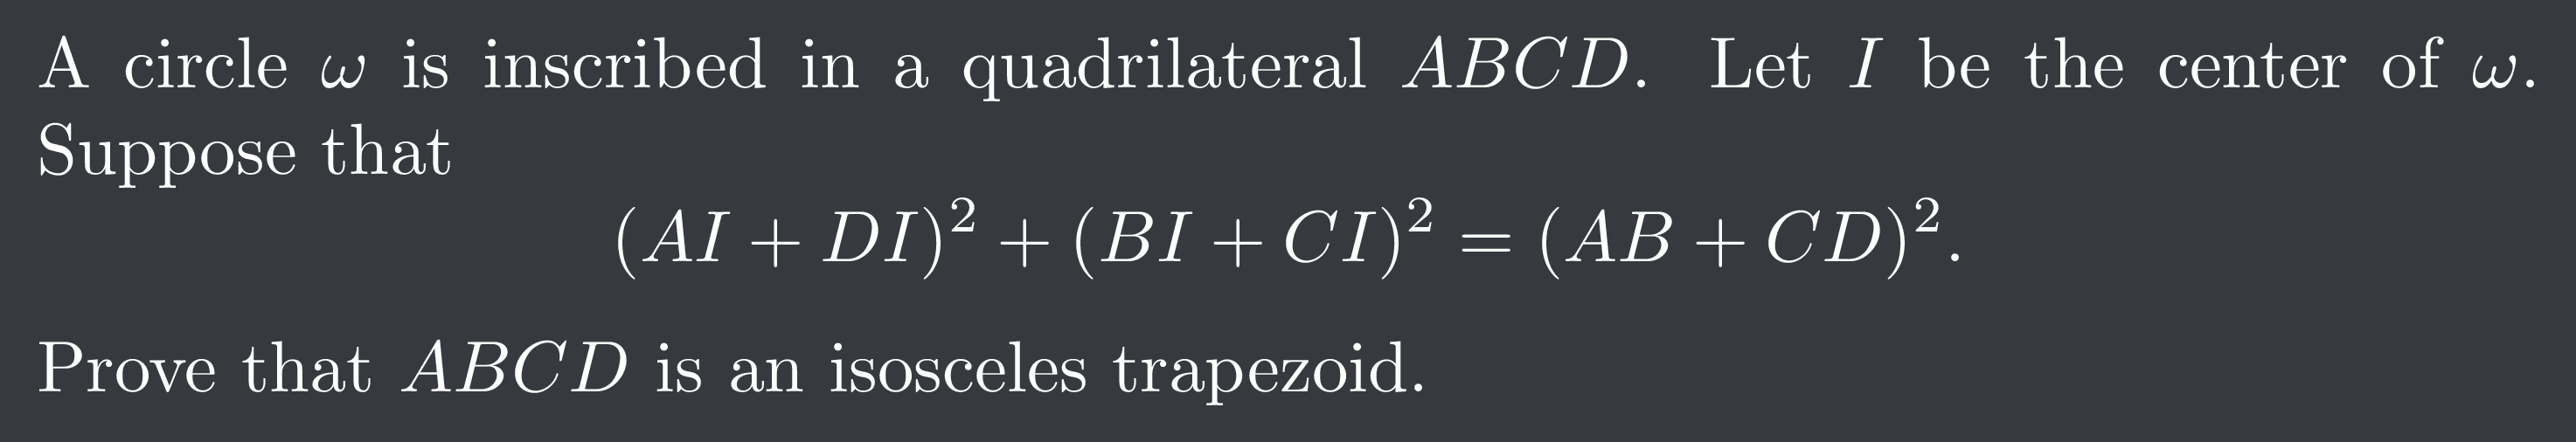 A circle ω is inscribed in a quadrilateral ABCD. Let I be the center of ω.
Suppose that
(AI + DI)² + (BI + CI)² = (AB + CD)².
Prove that ABCD is an isosceles trapezoid.